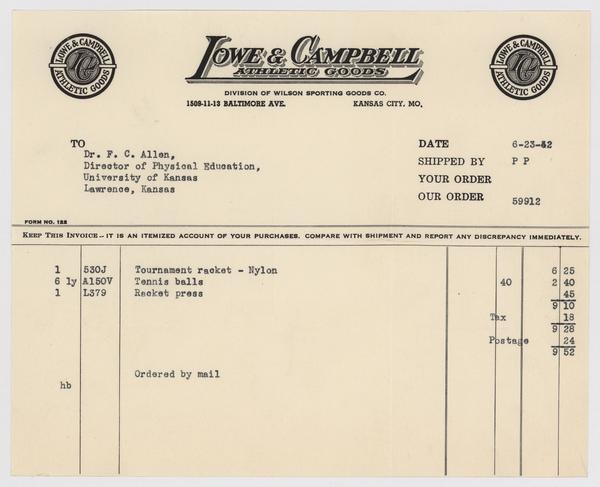 LOWE & CAMPBELL
ATHLETIC GOODS
LC
LOWE & CAMPBELL
ATHLETIC GOODS
LOWE & CAMPBELL
ATHLETIC GOODS
LC
DIVISION OF WILSON SPORTING GOODS CO.
1509-11-13 BALTIMORE AVE. KANSAS CITY, MO.
TO
Dr. F. C. Allen,
Director of Physical Education,
University of Kansas
Lawrence, Kansas
DATE 6-23-42
SHIPPED BY P P
YOUR ORDER
OUR ORDER 59912
FORM NO. 122
KEEP THIS INVOICE--IT IS AN ITEMIZED ACCOUNT OF YOUR PURCHASES. COMPARE WITH SHIPMENT AND REPORT ANY DISCREPANCY IMMEDIATELY.
1 530J Tournament racket - Nylon 6 25
6 ly A150V Tennis balls 40 2 40
1 L379 Racket press 45
9 10
Tax 18
9 28
Postage 24
9 52
Ordered by mail
hb